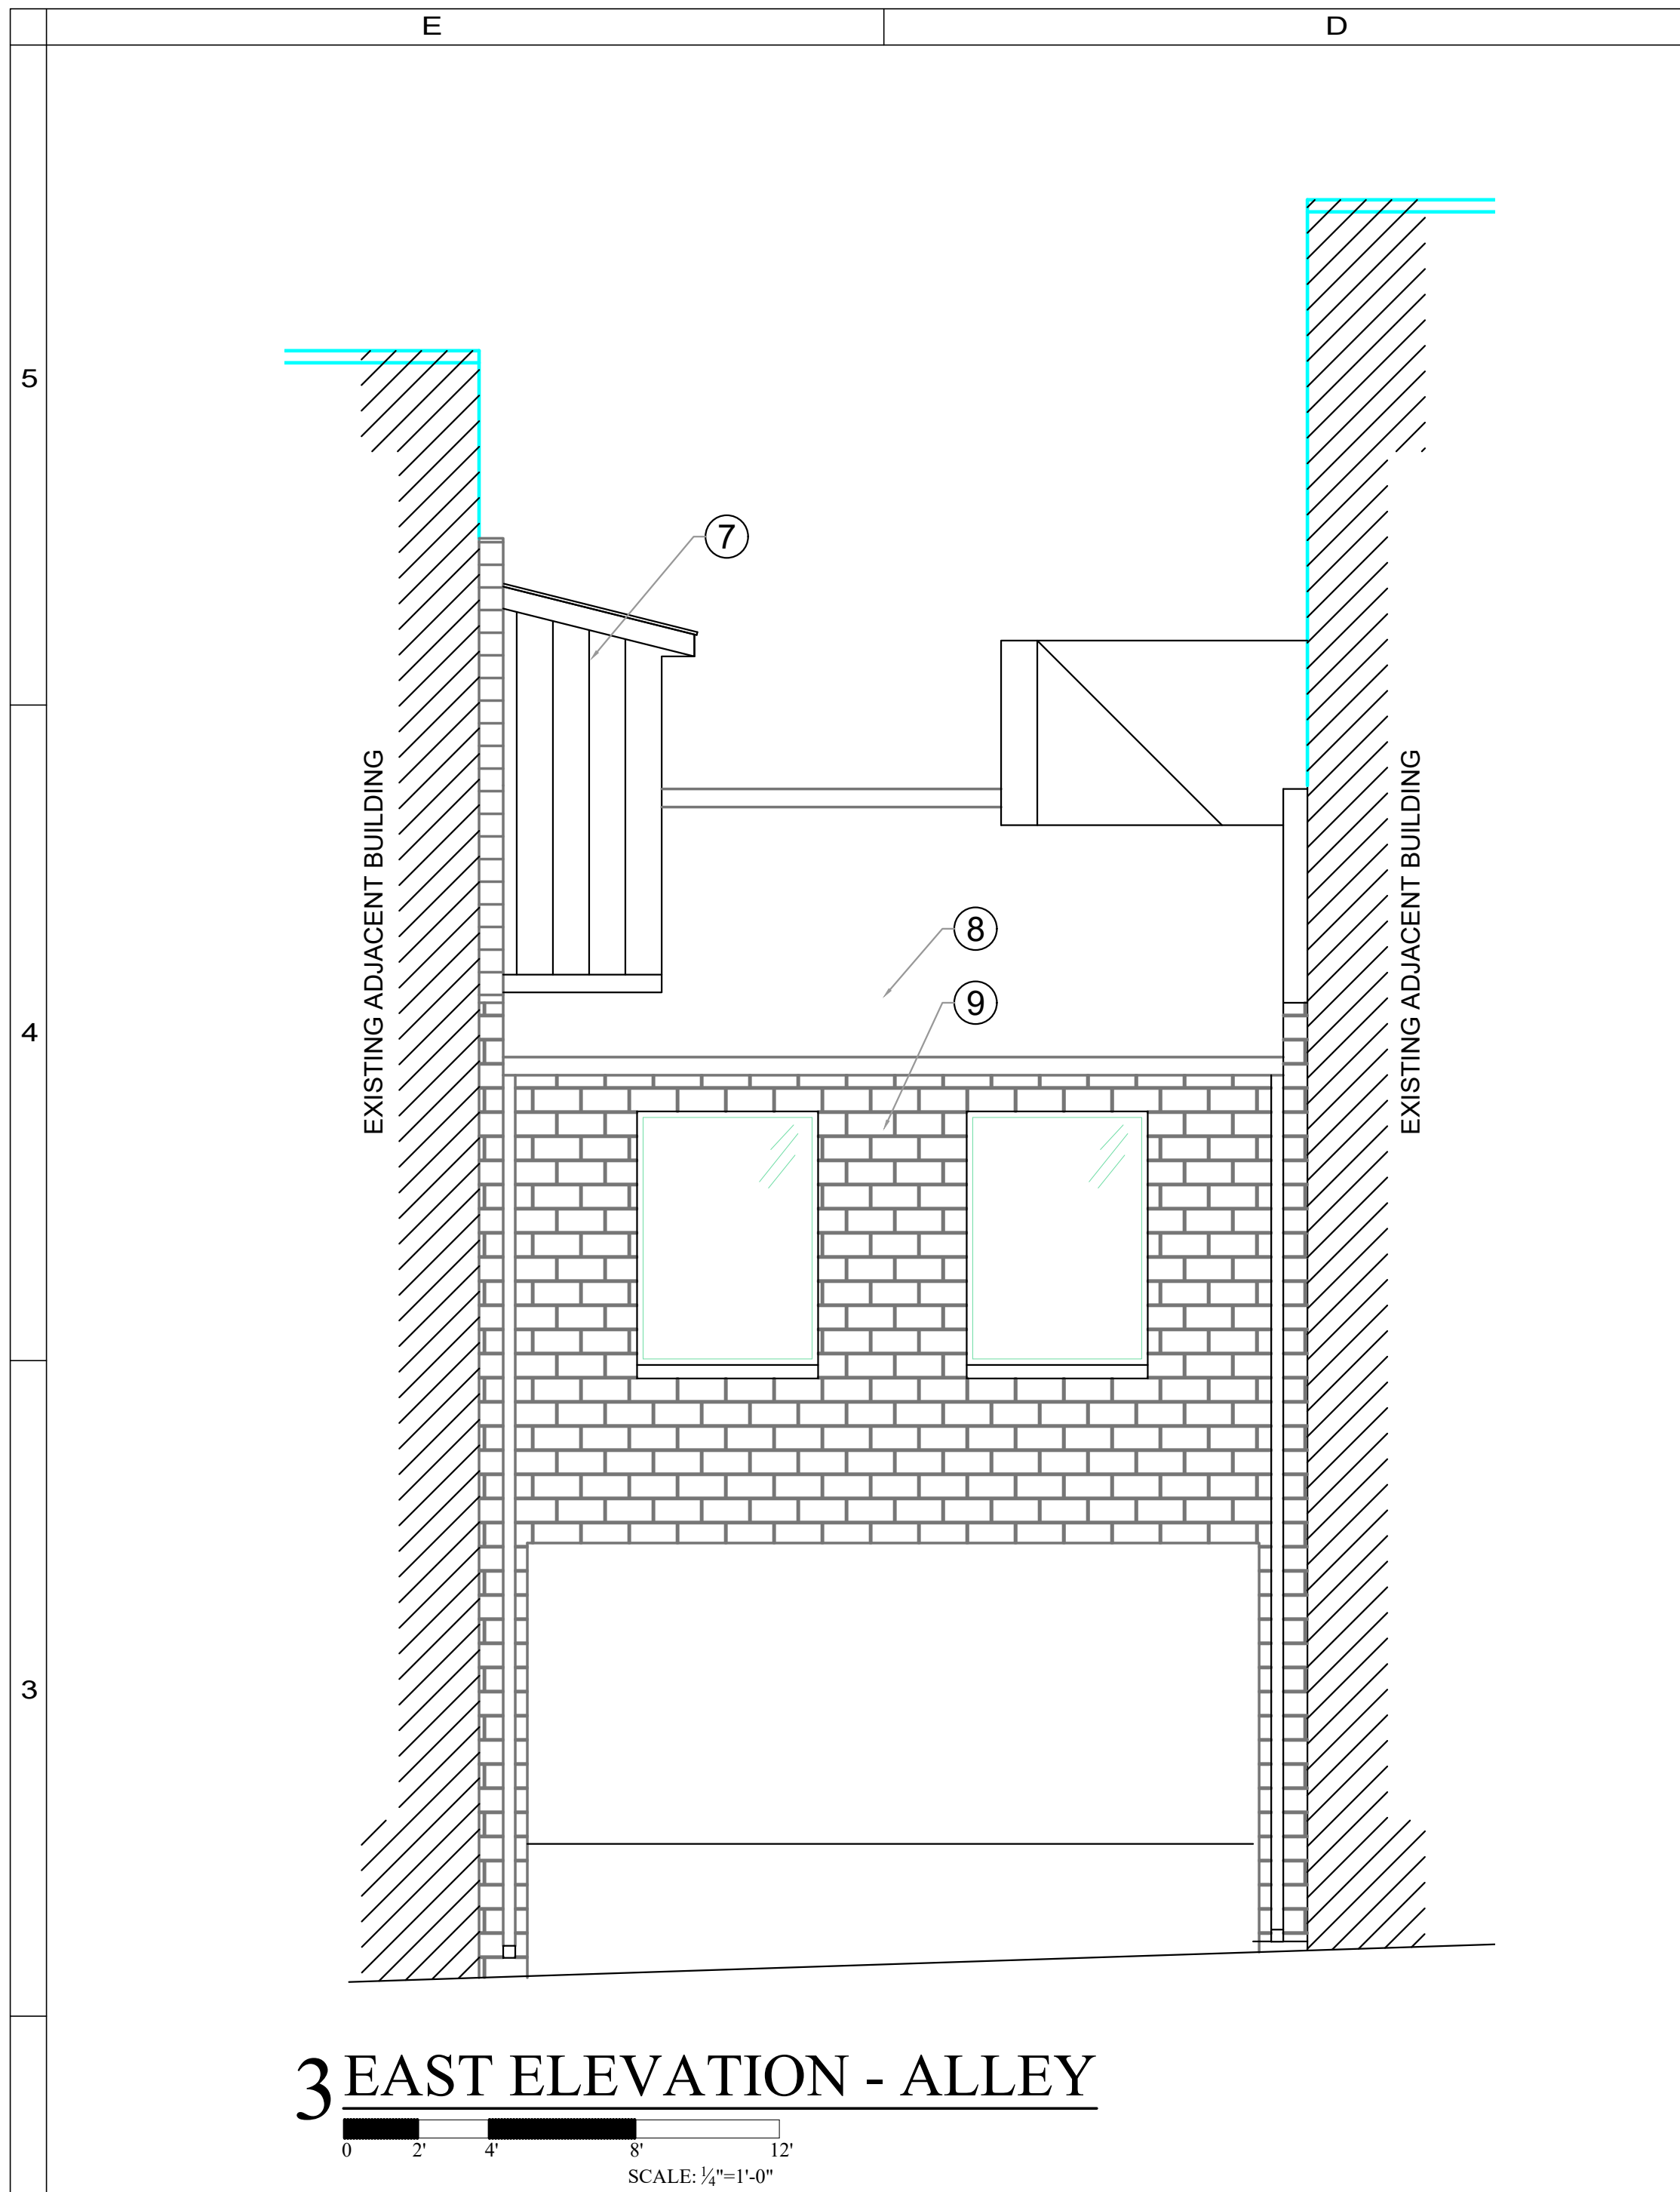 E
D
5
7
EXISTING ADJACENT BUILDING
EXISTING ADJACENT BUILDING
8
9
4
3
3 EAST ELEVATION - ALLEY
0 2' 4' 8' 12'
SCALE: ¼"=1'-0"